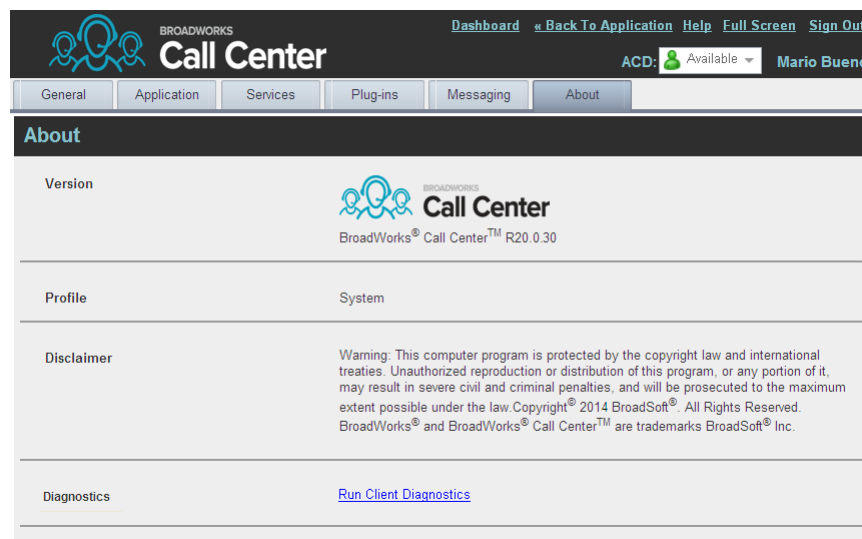 BROADWORKS
Call Center
Dashboard « Back To Application Help Full Screen Sign Out
ACD: Available Mario Bueno
General Application Services Plug-ins Messaging About
About
Version
BROADWORKS
Call Center
BroadWorks® Call Center™ R20.0.30
Profile System
Disclaimer
Warning: This computer program is protected by the copyright law and international
treaties. Unauthorized reproduction or distribution of this program, or any portion of it,
may result in severe civil and criminal penalties, and will be prosecuted to the maximum
extent possible under the law.Copyright® 2014 BroadSoft®. All Rights Reserved.
BroadWorks® and BroadWorks® Call Center™ are trademarks BroadSoft® Inc.
Diagnostics Run Client Diagnostics